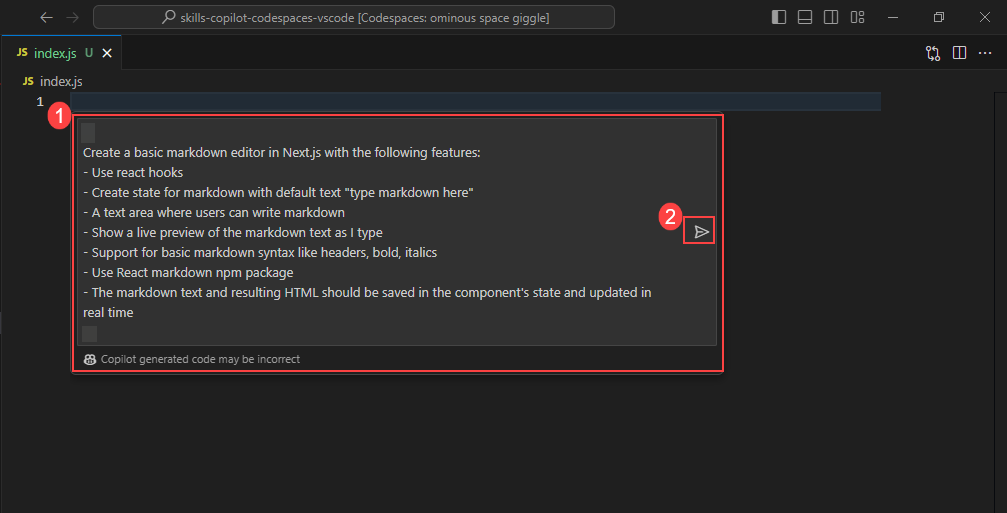 skills-copilot-codespaces-vscode [Codespaces: ominous space giggle]
JS index.js U
JS index.js
1
1
Create a basic markdown editor in Next.js with the following features:
- Use react hooks
- Create state for markdown with default text "type markdown here"
- A text area where users can write markdown
- Show a live preview of the markdown text as I type
2
- Support for basic markdown syntax like headers, bold, italics
- Use React markdown npm package
- The markdown text and resulting HTML should be saved in the component's state and updated in
real time
Copilot generated code may be incorrect